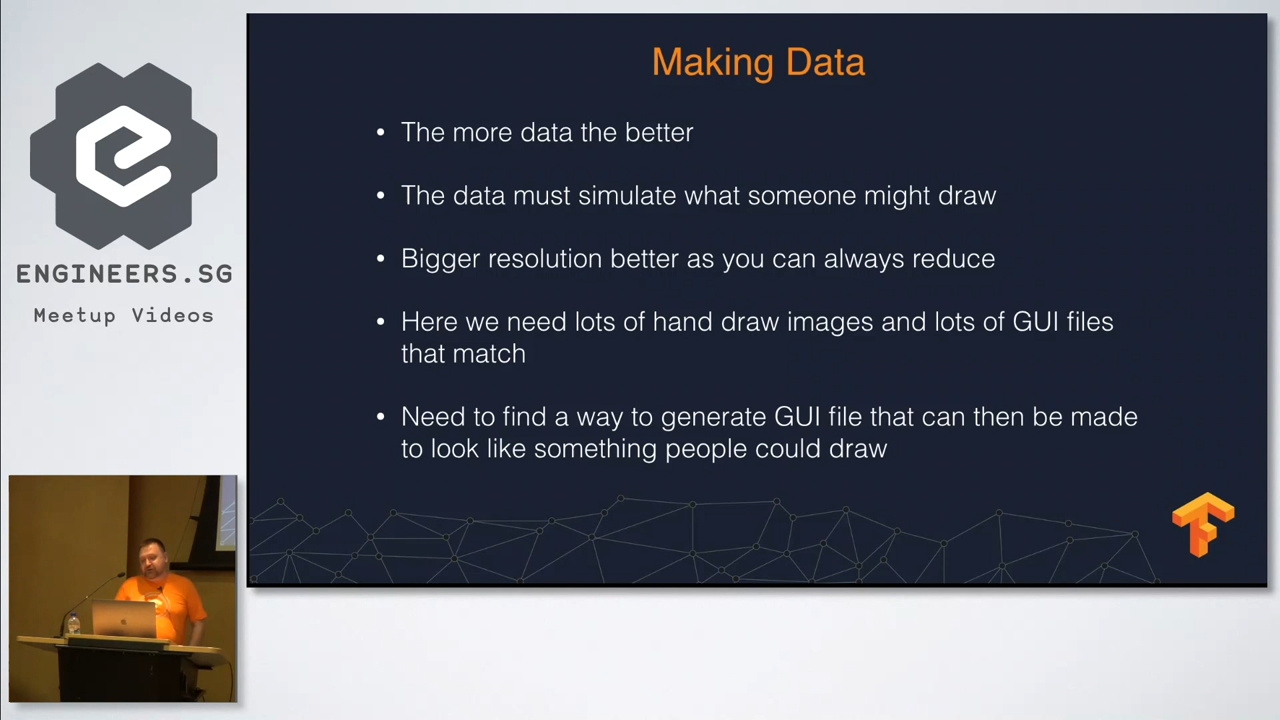 ENGINEERS.SG
Meetup Videos
Making Data
• The more data the better
• The data must simulate what someone might draw
• Bigger resolution better as you can always reduce
• Here we need lots of hand draw images and lots of GUI files
that match
• Need to find a way to generate GUI file that can then be made
to look like something people could draw